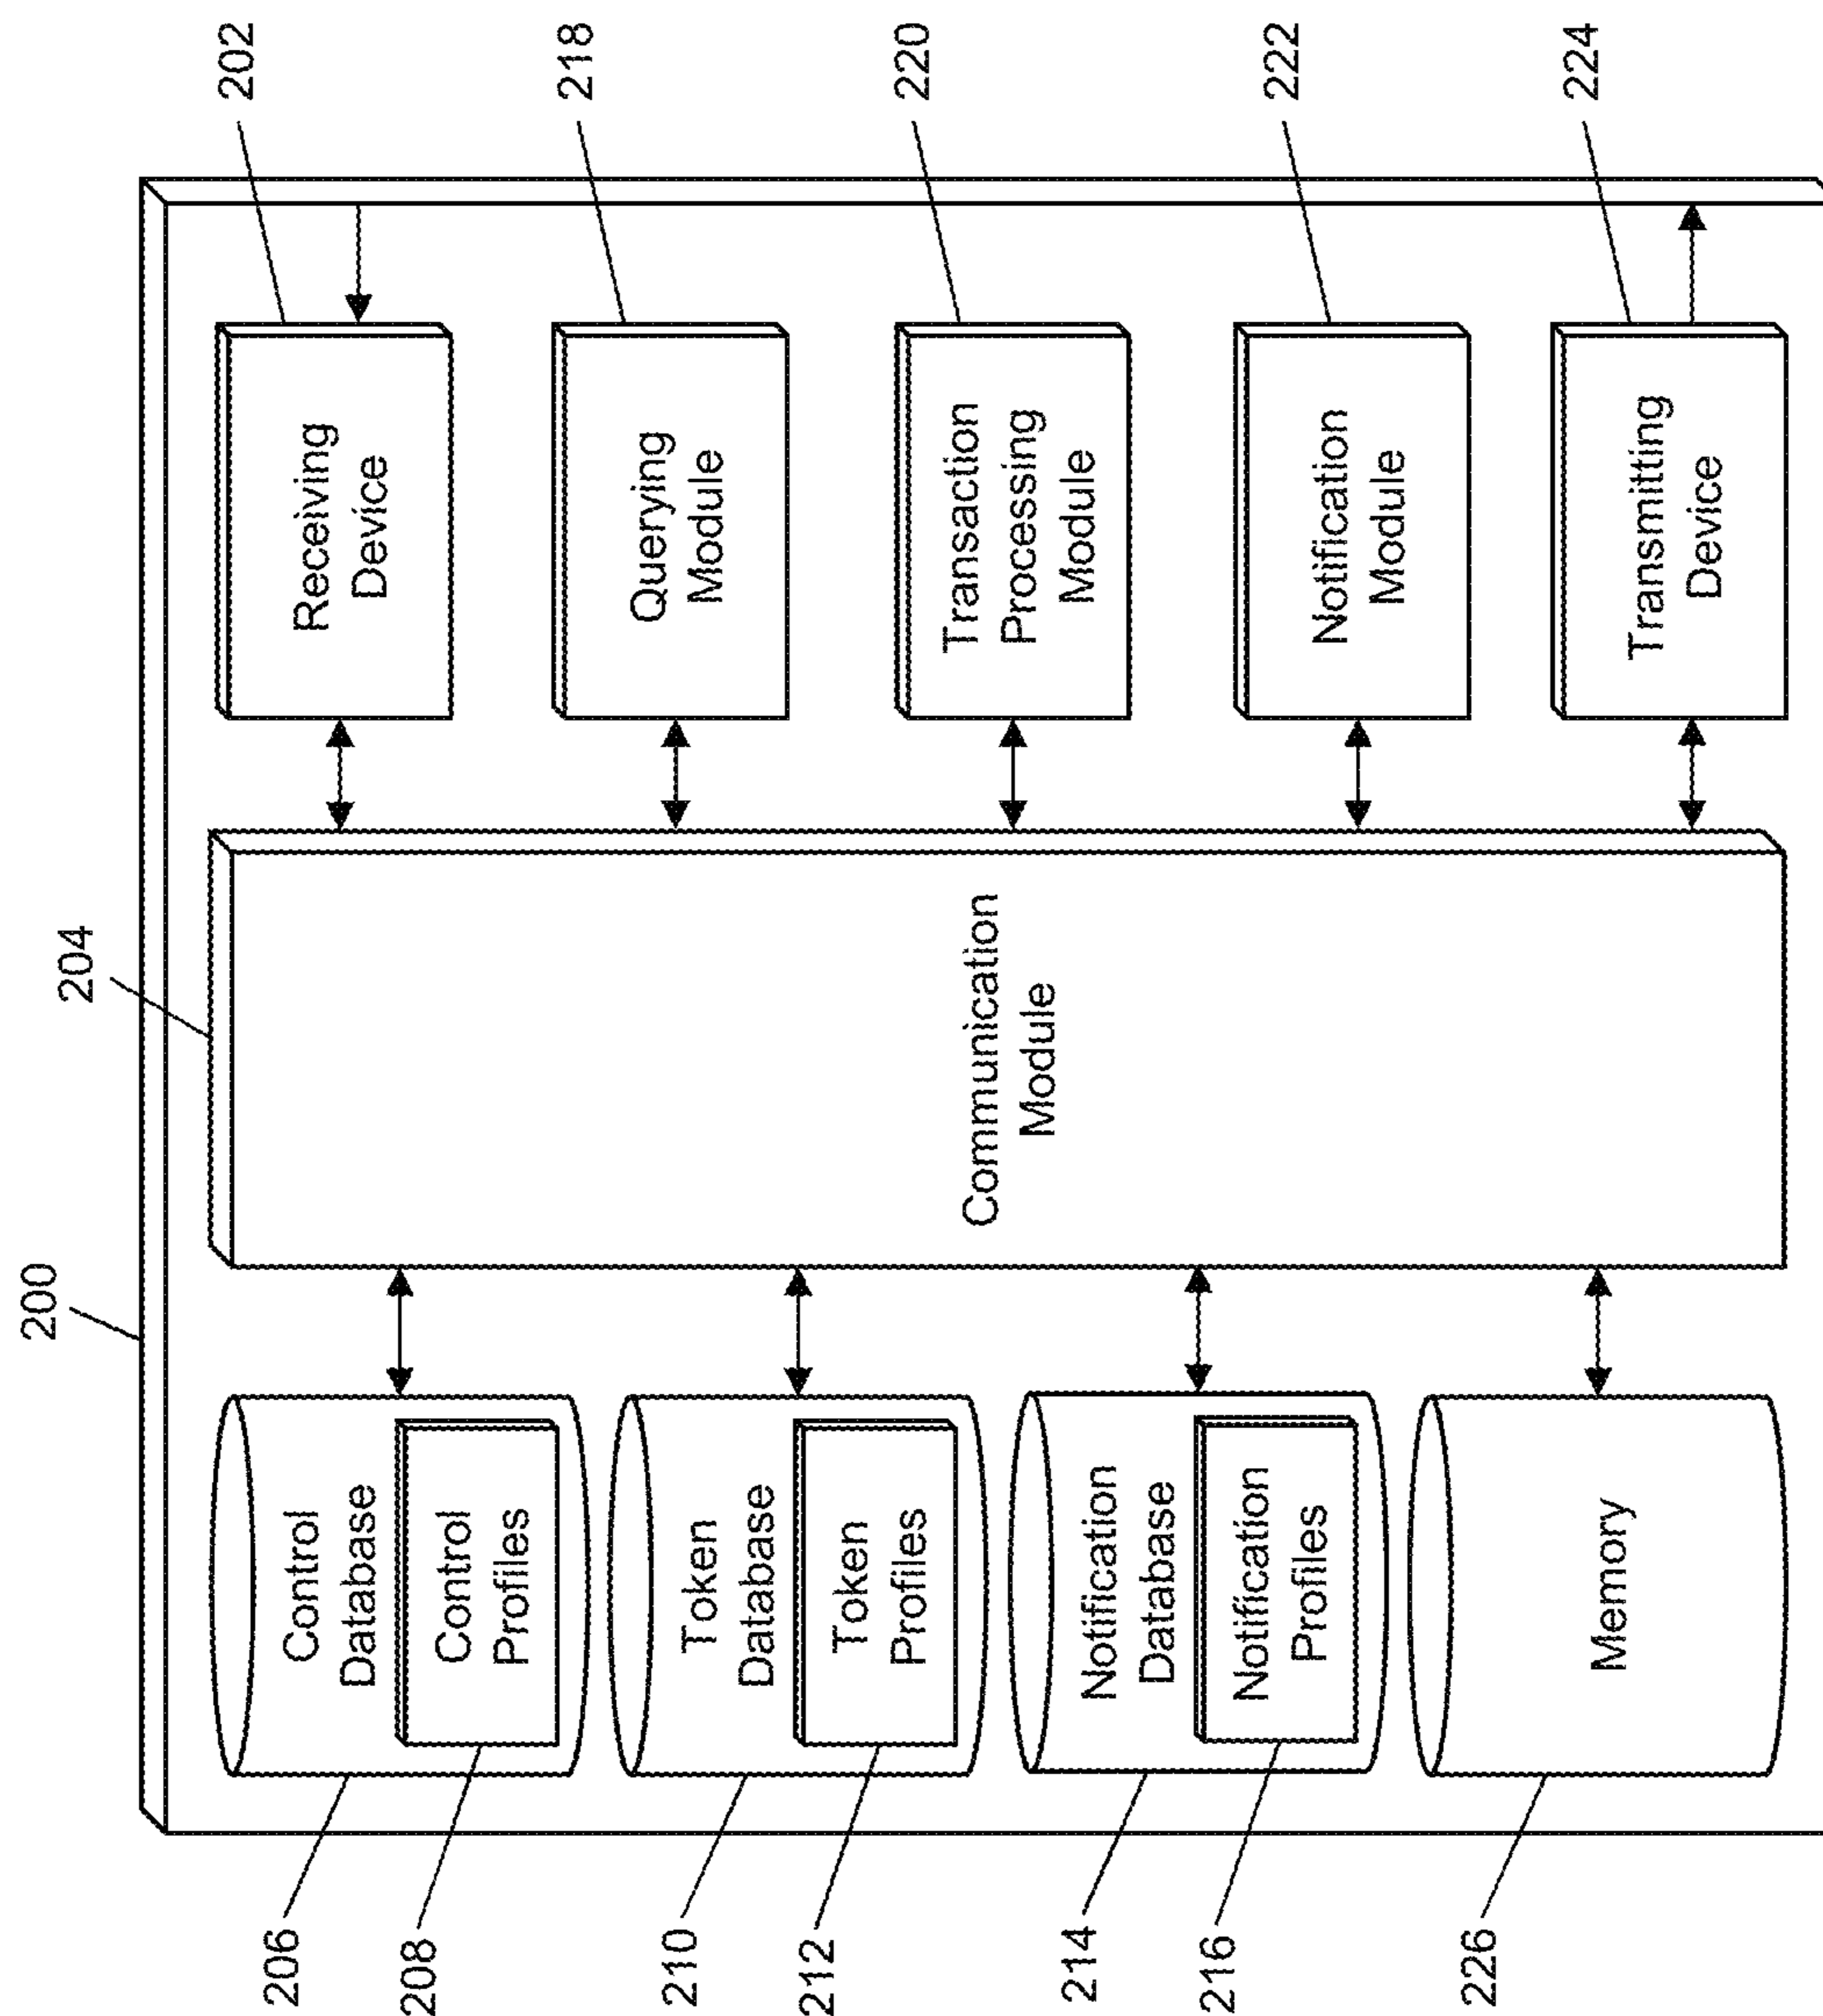 200
204
206
Control
Database
208
Control
Profiles
210
Token
Database
212
Token
Profiles
214
Notification
Database
216
Notification
Profiles
226
Memory
Communication
Module
Receiving
Device
202
Querying
Module
218
Transaction
Processing
Module
220
Notification
Module
222
Transmitting
Device
224